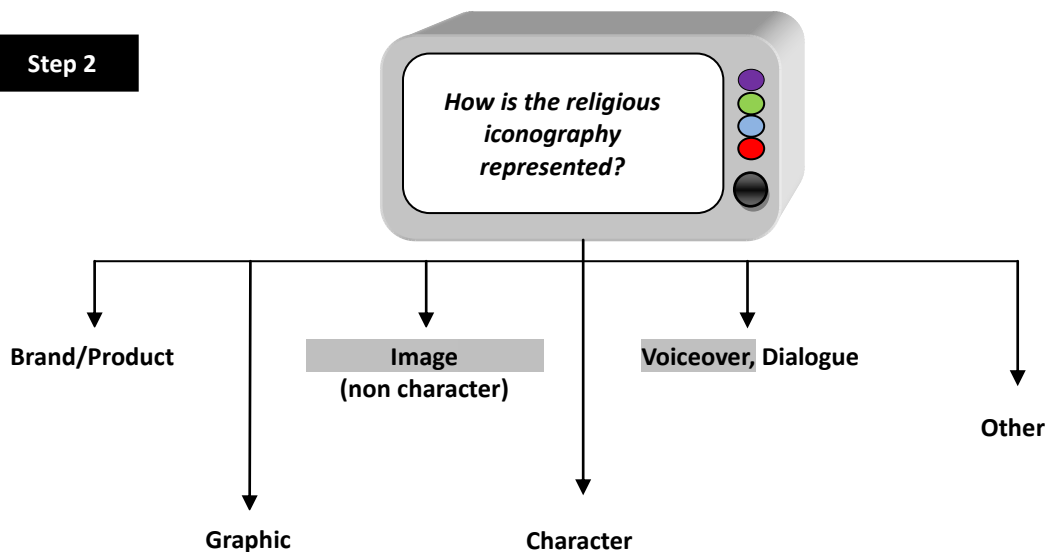 Step 2
How is the religious
iconography
represented?
Brand/Product
Image
(non character)
Voiceover, Dialogue
Other
Graphic
Character